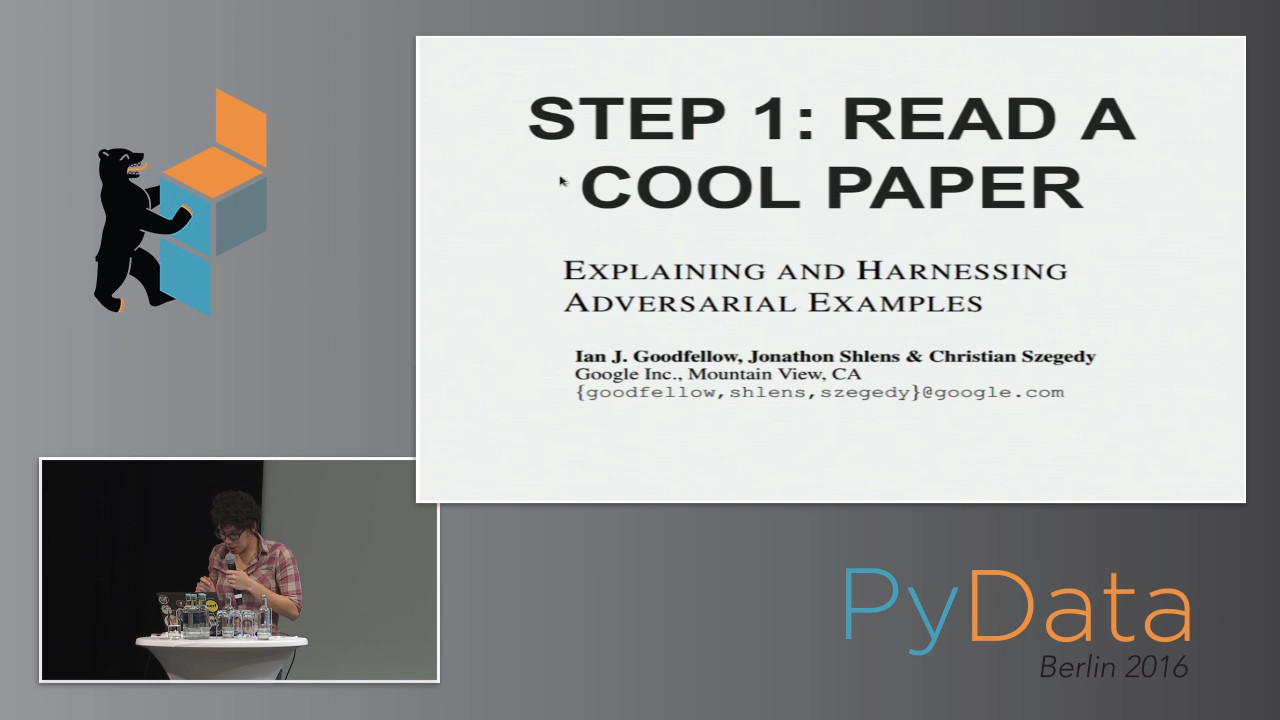 STEP 1: READ A
COOL PAPER
EXPLAINING AND HARNESSING
ADVERSARIAL EXAMPLES
Ian J. Goodfellow, Jonathon Shlens & Christian Szegedy
Google Inc., Mountain View, CA
{goodfellow,shlens,szegedy}@google.com
PyData
Berlin 2016